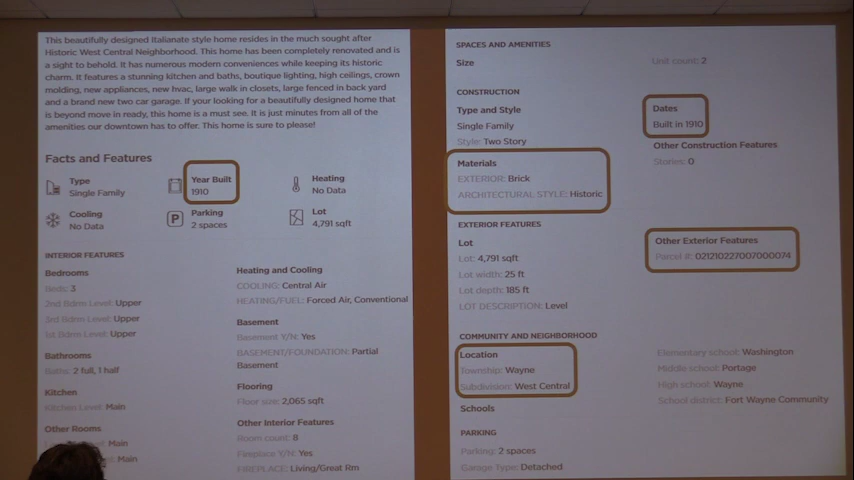 This beautifully designed Italianate style home resides in the much sought after
Historic West Central Neighborhood. This home has been completely renovated and is
a sight to behold. It has numerous modern conveniences while keeping its historic
charm. It features a stunning kitchen and baths, boutique lighting, high ceilings, crown
molding, new appliances, new hvac, large walk in closets, large fenced in back yard
and a brand new two car garage. If your looking for a beautifully designed home that
is beyond move in ready, this home is a must see. It is just minutes from all of the
amenities our downtown has to offer. This home is sure to please!
Facts and Features
Type
Single Family
Year Built
1910
Heating
No Data
Cooling
No Data
P
Parking
2 spaces
Lot
4,791 sqft
INTERIOR FEATURES
Bedrooms
Beds: 3
2nd Bdrm Level: Upper
3rd Bdrm Level: Upper
1st Bdrm Level: Upper
Bathrooms
Baths: 2 full, 1 half
Kitchen
Kitchen Level: Main
Other Rooms
Main
Main
Heating and Cooling
COOLING: Central Air
HEATING/FUEL: Forced Air, Conventional
Basement
Basement Y/N: Yes
BASEMENT/FOUNDATION: Partial
Basement
Flooring
Floor size: 2,065 sqft
Other Interior Features
Room count: 8
Fireplace Y/N: Yes
FIREPLACE: Living/Great Rm
SPACES AND AMENITIES
Size
Unit count: 2
CONSTRUCTION
Type and Style
Single Family
Style: Two Story
Materials
EXTERIOR: Brick
ARCHITECTURAL STYLE: Historic
Dates
Built in 1910
Other Construction Features
Stories: 0
EXTERIOR FEATURES
Lot
Lot: 4,791 sqft
Lot width: 25 ft
Lot depth: 185 ft
LOT DESCRIPTION: Level
Other Exterior Features
Parcel #: 021210227007000074
COMMUNITY AND NEIGHBORHOOD
Location
Township: Wayne
Subdivision: West Central
Schools
Elementary school: Washington
Middle school: Portage
High school: Wayne
School district: Fort Wayne Community
PARKING
Parking: 2 spaces
Garage Type: Detached